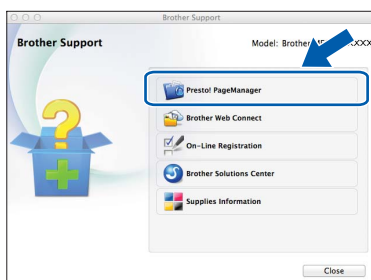 Brother Support
Brother Support
Model: Brother
Presto! PageManager
Brother Web Connect
On-Line Registration
Brother Solutions Center
Supplies Information
Close